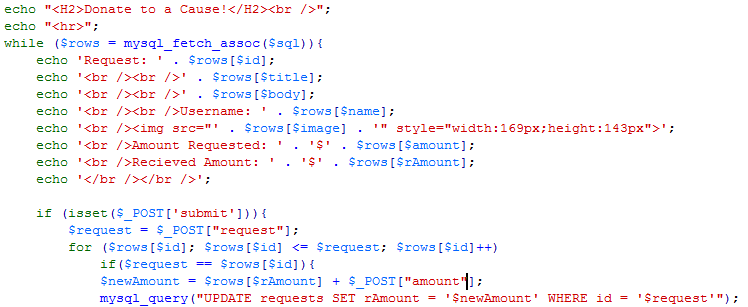 echo "<H2>Donate to a Cause!</H2><br />";
echo "<hr>";
while ($rows = mysql_fetch_assoc($sql)){
echo 'Request: ' . $rows[$id];
echo '<br /><br />' . $rows[$title];
echo '<br /><br />' . $rows[$body];
echo '<br /><br />Username: ' . $rows[$name];
echo '<br /><img src="' . $rows[$image] . '" style="width:169px;height:143px">';
echo '<br />Amount Requested: ' . '$' . $rows[$amount];
echo '<br />Recieved Amount: ' . '$' . $rows[$rAmount];
echo '</br /></br />';
if (isset($_POST['submit'])){
$request = $_POST["request"];
for ($rows[$id]; $rows[$id] <= $request; $rows[$id]++)
if($request == $rows[$id]){
$newAmount = $rows[$rAmount] + $_POST["amount"];
mysql_query("UPDATE requests SET rAmount = '$newAmount' WHERE id = '$request'");